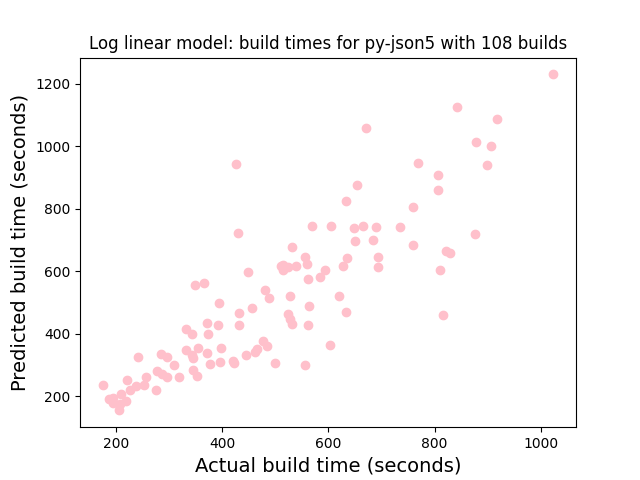 Log linear model: build times for py-json5 with 108 builds
Predicted build time (seconds)
1200
1000
800
600
400
200
200 400 600 800 1000
Actual build time (seconds)